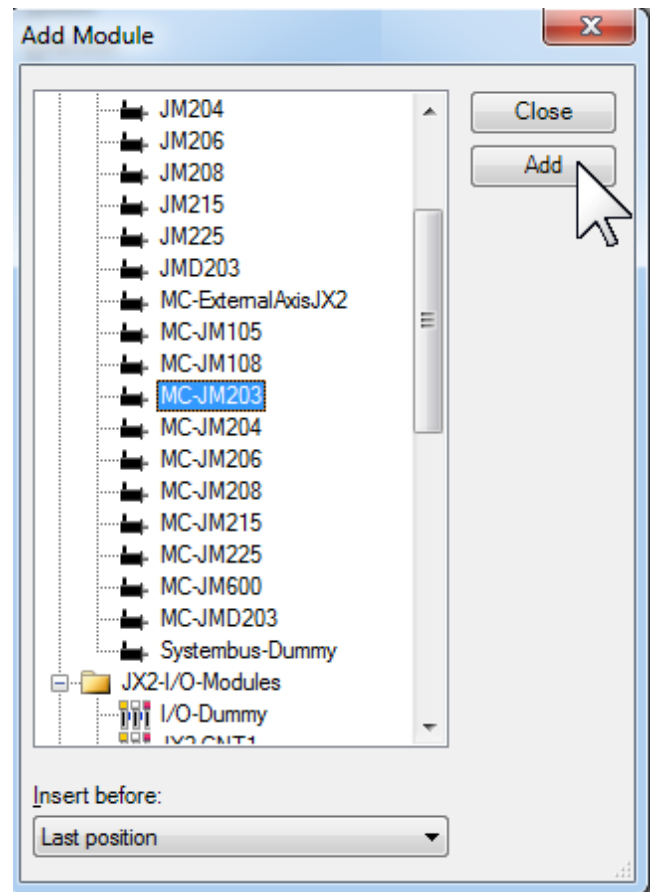 Add Module
JM204
JM206
JM208
JM215
JM225
JMD203
MC-ExternalAxisJX2
MC-JM105
MC-JM108
MC-JM203
MC-JM204
MC-JM206
MC-JM208
MC-JM215
MC-JM225
MC-JM600
MC-JMD203
Systembus-Dummy
JX2-I/O-Modules
I/O-Dummy
JX2-CNT1
Close
Add
Insert before:
Last position